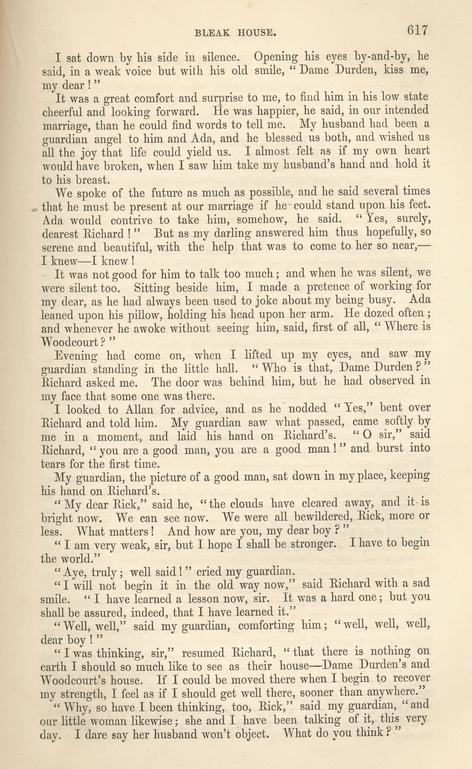 BLEAK HOUSE. 617
I sat down by his side in silence. Opening his eyes by-and-by, he
said, in a weak voice but with his old smile, “ Dame Durden, kiss me,
my dear ! ”
It was a great comfort and surprise to me, to find him in his low state
cheerful and looking forward. He was happier, he said, in our intended
marriage, than he could find words to tell me. My husband had been a
guardian angel to him and Ada, and he blessed us both, and wished us
all the joy that life could yield us. I almost felt as if my own heart
would have broken, when I saw him take my husband’s hand and hold it
to his breast.
We spoke of the future as much as possible, and he said several times
that he must be present at our marriage if he could stand upon his feet.
Ada would contrive to take him, somehow, he said. “ Yes, surely,
dearest Richard ! ” But as my darling answered him thus hopefully, so
serene and beautiful, with the help that was to come to her so near,—
I knew—I knew !
It was not good for him to talk too much ; and when he was silent, we
were silent too. Sitting beside him, I made a pretence of working for
my dear, as he had always been used to joke about my being busy. Ada
leaned upon his pillow, holding his head upon her arm. He dozed often ;
and whenever he awoke without seeing him, said, first of all, “ Where is
Woodcourt ? ”
Evening had come on, when I lifted up my eyes, and saw my
guardian standing in the little hall. “ Who is that, Dame Durden ? ”
Richard asked me. The door was behind him, but he had observed in
my face that some one was there.
I looked to Allan for advice, and as he nodded “ Yes,” bent over
Richard and told him. My guardian saw what passed, came softly by
me in a moment, and laid his hand on Richard’s. “ O sir,” said
Richard, “ you are a good man, you are a good man ! ” and burst into
tears for the first time.
My guardian, the picture of a good man, sat down in my place, keeping
his hand on Richard’s.
“ My dear Rick,” said he, “ the clouds have cleared away, and it is
bright now. We can see now. We were all bewildered, Rick, more or
less. What matters ! And how are you, my dear boy ? ”
“ I am very weak, sir, but I hope I shall be stronger. I have to begin
the world.”
“ Aye, truly ; well said ! ” cried my guardian.
“ I will not begin it in the old way now,” said Richard with a sad
smile. “ I have learned a lesson now, sir. It was a hard one ; but you
shall be assured, indeed, that I have learned it.”
“ Well, well,” said my guardian, comforting him ; “ well, well, well,
dear boy ! ”
“ I was thinking, sir,” resumed Richard, “ that there is nothing on
earth I should so much like to see as their house—Dame Durden’s and
Woodcourt’s house. If I could be moved there when I begin to recover
my strength, I feel as if I should get well there, sooner than anywhere.”
“ Why, so have I been thinking, too, Rick,” said my guardian, “ and
our little woman likewise ; she and I have been talking of it, this very
day. I dare say her husband won’t object. What do you think ? ”